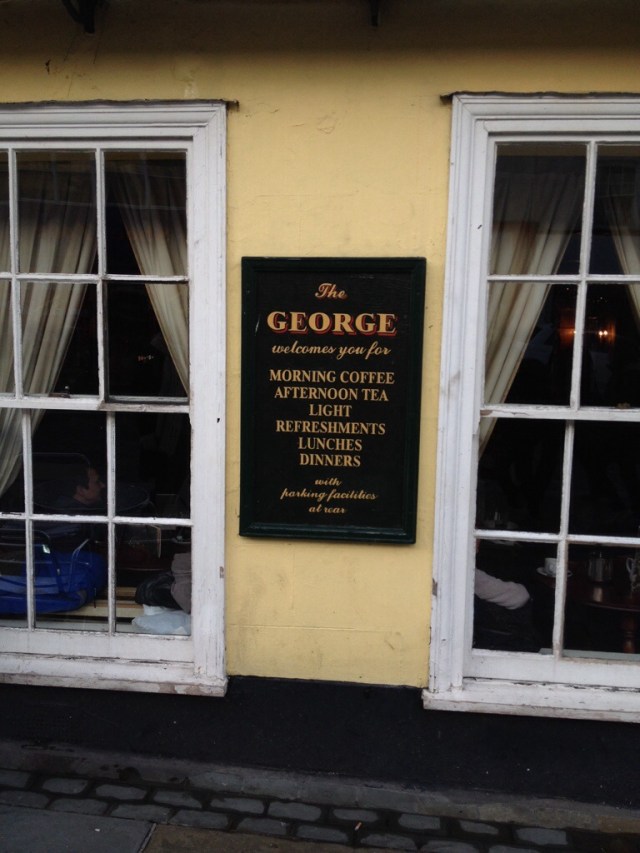 The
GEORGE
welcomes you for
MORNING COFFEE
AFTERNOON TEA
LIGHT
REFRESHMENTS
LUNCHES
DINNERS
with
parking facilities
at rear